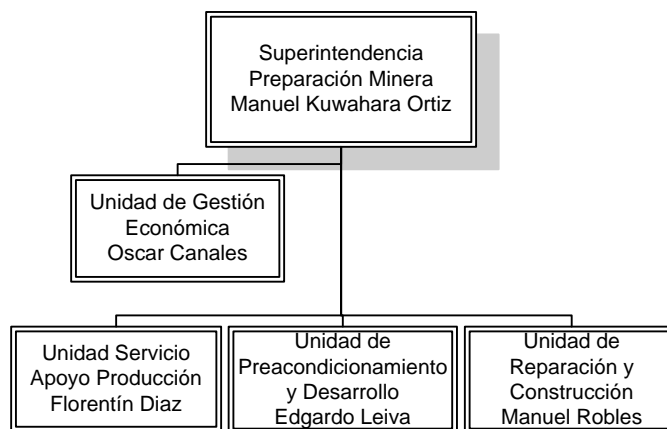 Superintendencia
Preparación Minera
Manuel Kuwahara Ortiz
Unidad de Gestión
Económica
Oscar Canales
Unidad Servicio
Apoyo Producción
Florentín Diaz
Unidad de
Preacondicionamiento
y Desarrollo
Edgardo Leiva
Unidad de
Reparación y
Construcción
Manuel Robles